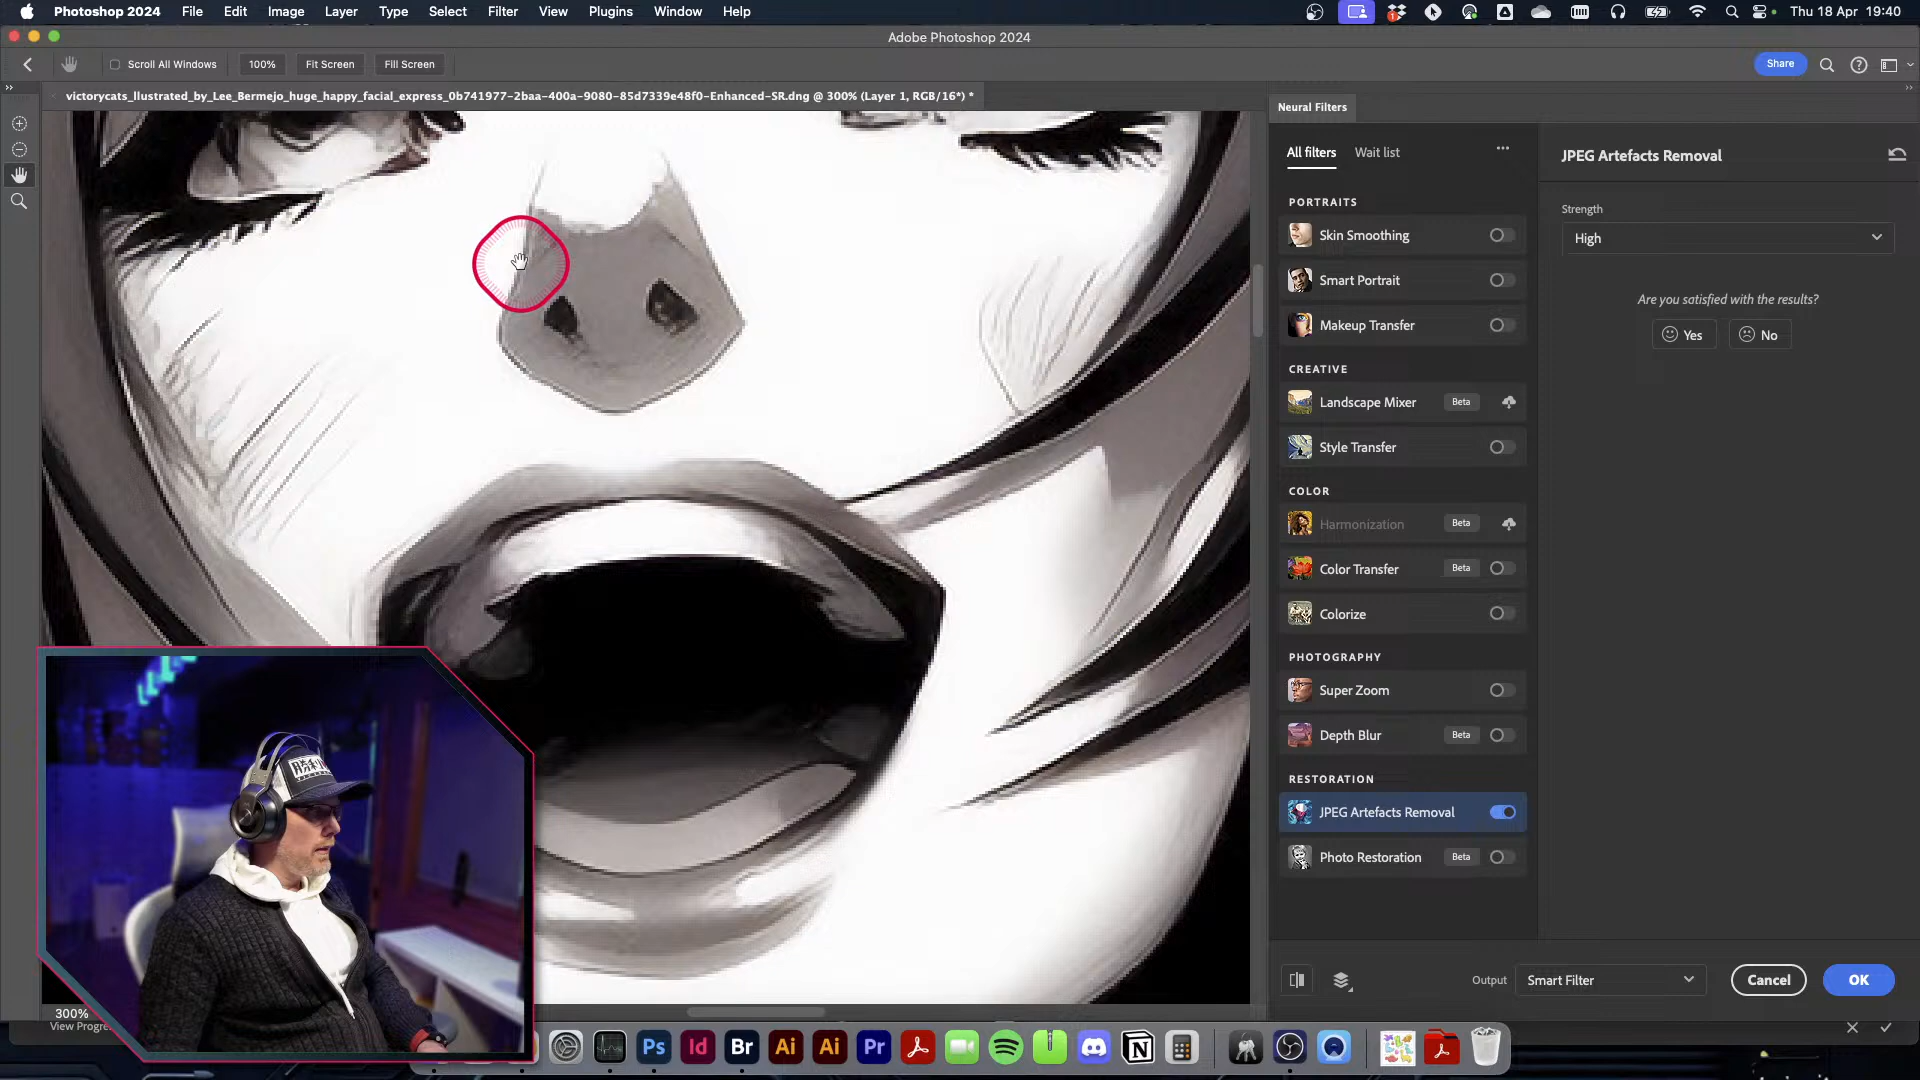 Photoshop 2024 File Edit Image Layer Type Select Filter View Plugins Window Help
Thu 18 Apr 19:40
Adobe Photoshop 2024
Scroll All Windows 100% Fit Screen Fill Screen
Share
victorycats_llustrated_by_Lee_Bermejo_huge_happy_facial_express_0b741977-2baa-400a-9080-85d7339e48f0-Enhanced-SR.dng @ 300% (Layer 1, RGB/16*) *
Neural Filters
All filters Wait list
JPEG Artefacts Removal
PORTRAITS
Strength
Skin Smoothing
High
Smart Portrait
Are you satisfied with the results?
Makeup Transfer
Yes No
CREATIVE
Landscape Mixer Beta
Style Transfer
COLOR
Harmonization Beta
Color Transfer Beta
Colorize
PHOTOGRAPHY
Super Zoom
Depth Blur Beta
RESTORATION
JPEG Artefacts Removal
Photo Restoration Beta
Output Smart Filter Cancel OK
300%
View Progre
Ps Id Br Ai Ai Pr N